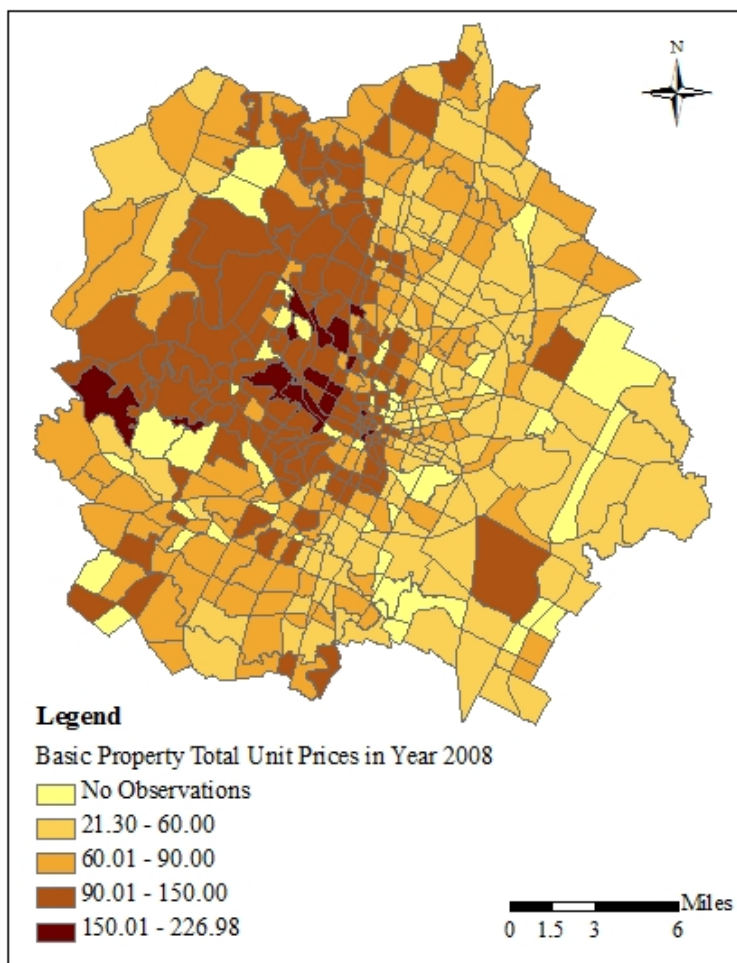 N
Legend
Basic Property Total Unit Prices in Year 2008
No Observations
21.30 - 60.00
60.01 - 90.00
90.01 - 150.00
150.01 - 226.98
Miles
0 1.5 3 6